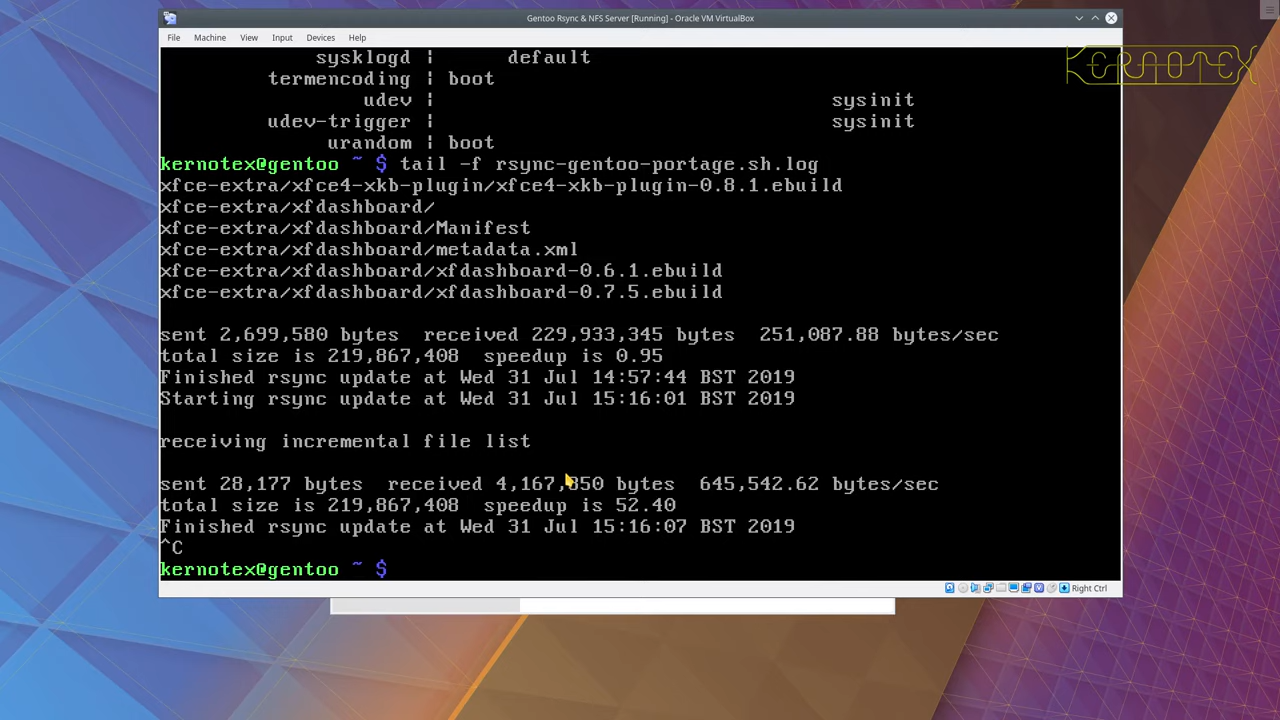 Gentoo Rsync & NFS Server [Running] - Oracle VM VirtualBox
File Machine View Input Devices Help
KERNOTEX
sysklogd | default
termencoding | boot
udev | sysinit
udev-trigger | sysinit
urandom | boot
kernotex@gentoo ~ $ tail -f rsync-gentoo-portage.sh.log
xfce-extra/xfce4-xkb-plugin/xfce4-xkb-plugin-0.8.1.ebuild
xfce-extra/xfdashboard/
xfce-extra/xfdashboard/Manifest
xfce-extra/xfdashboard/metadata.xml
xfce-extra/xfdashboard/xfdashboard-0.6.1.ebuild
xfce-extra/xfdashboard/xfdashboard-0.7.5.ebuild
sent 2,699,580 bytes received 229,933,345 bytes 251,087.88 bytes/sec
total size is 219,867,408 speedup is 0.95
Finished rsync update at Wed 31 Jul 14:57:44 BST 2019
Starting rsync update at Wed 31 Jul 15:16:01 BST 2019
receiving incremental file list
sent 28,177 bytes received 4,167,850 bytes 645,542.62 bytes/sec
total size is 219,867,408 speedup is 52.40
Finished rsync update at Wed 31 Jul 15:16:07 BST 2019
^C
kernotex@gentoo ~ $
Right Ctrl